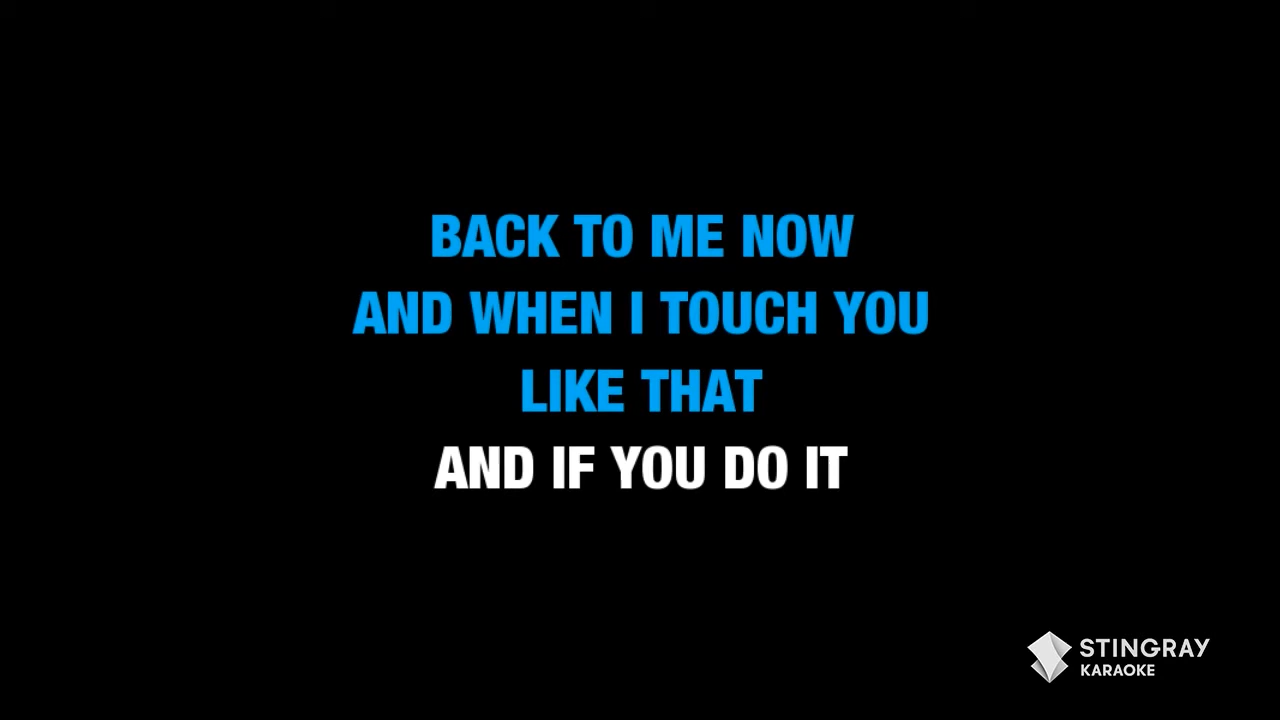 BACK TO ME NOW
AND WHEN I TOUCH YOU
LIKE THAT
AND IF YOU DO IT
STINGRAY
KARAOKE